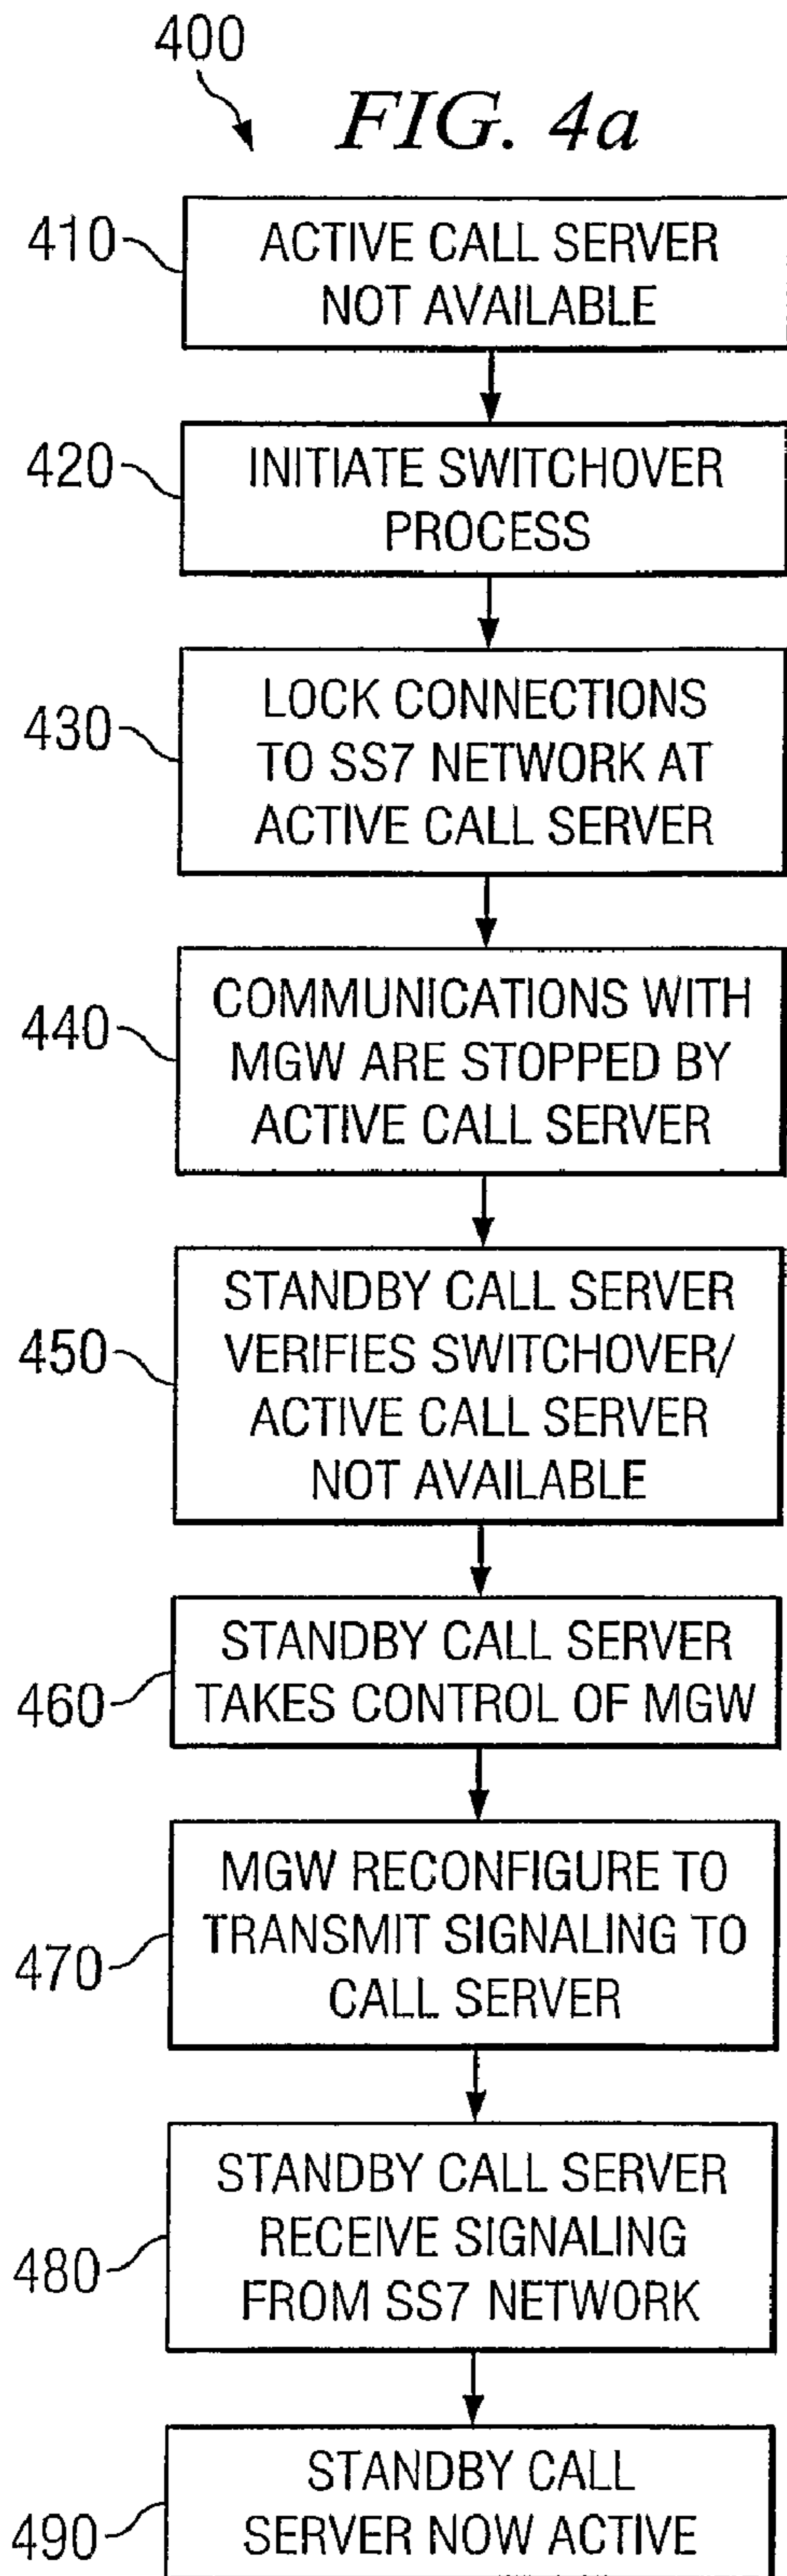 400
FIG. 4a
410
ACTIVE CALL SERVER
NOT AVAILABLE
420
INITIATE SWITCHOVER
PROCESS
430
LOCK CONNECTIONS
TO SS7 NETWORK AT
ACTIVE CALL SERVER
440
COMMUNICATIONS WITH
MGW ARE STOPPED BY
ACTIVE CALL SERVER
450
STANDBY CALL SERVER
VERIFIES SWITCHOVER/
ACTIVE CALL SERVER
NOT AVAILABLE
460
STANDBY CALL SERVER
TAKES CONTROL OF MGW
470
MGW RECONFIGURE TO
TRANSMIT SIGNALING TO
CALL SERVER
480
STANDBY CALL SERVER
RECEIVE SIGNALING
FROM SS7 NETWORK
490
STANDBY CALL
SERVER NOW ACTIVE